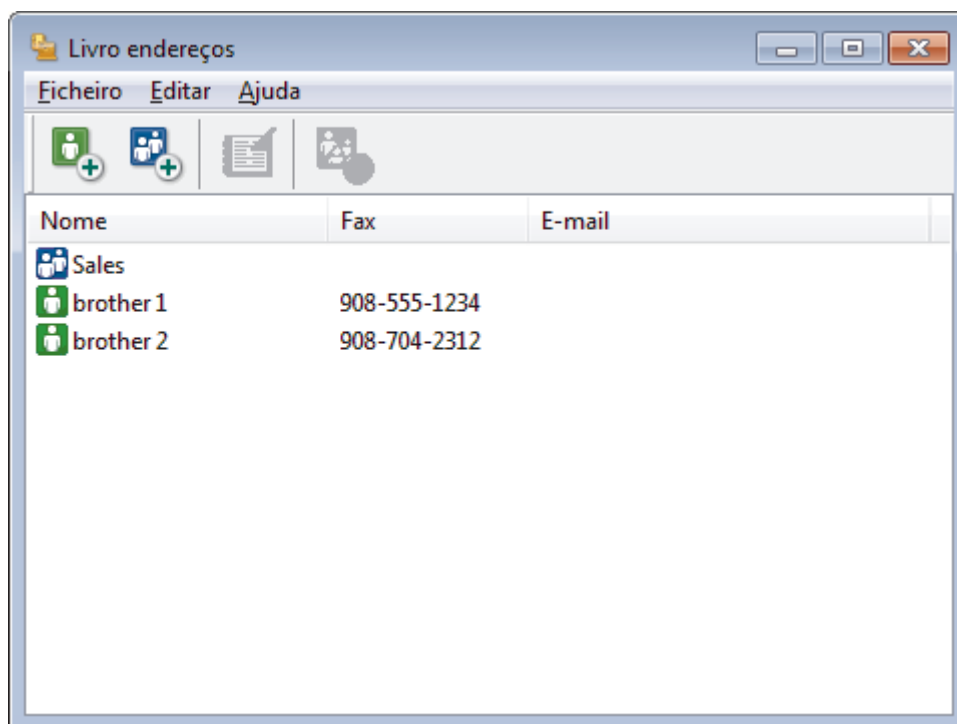 Livro endereços
Ficheiro Editar Ajuda
Nome Fax E-mail
Sales
brother 1 908-555-1234
brother 2 908-704-2312